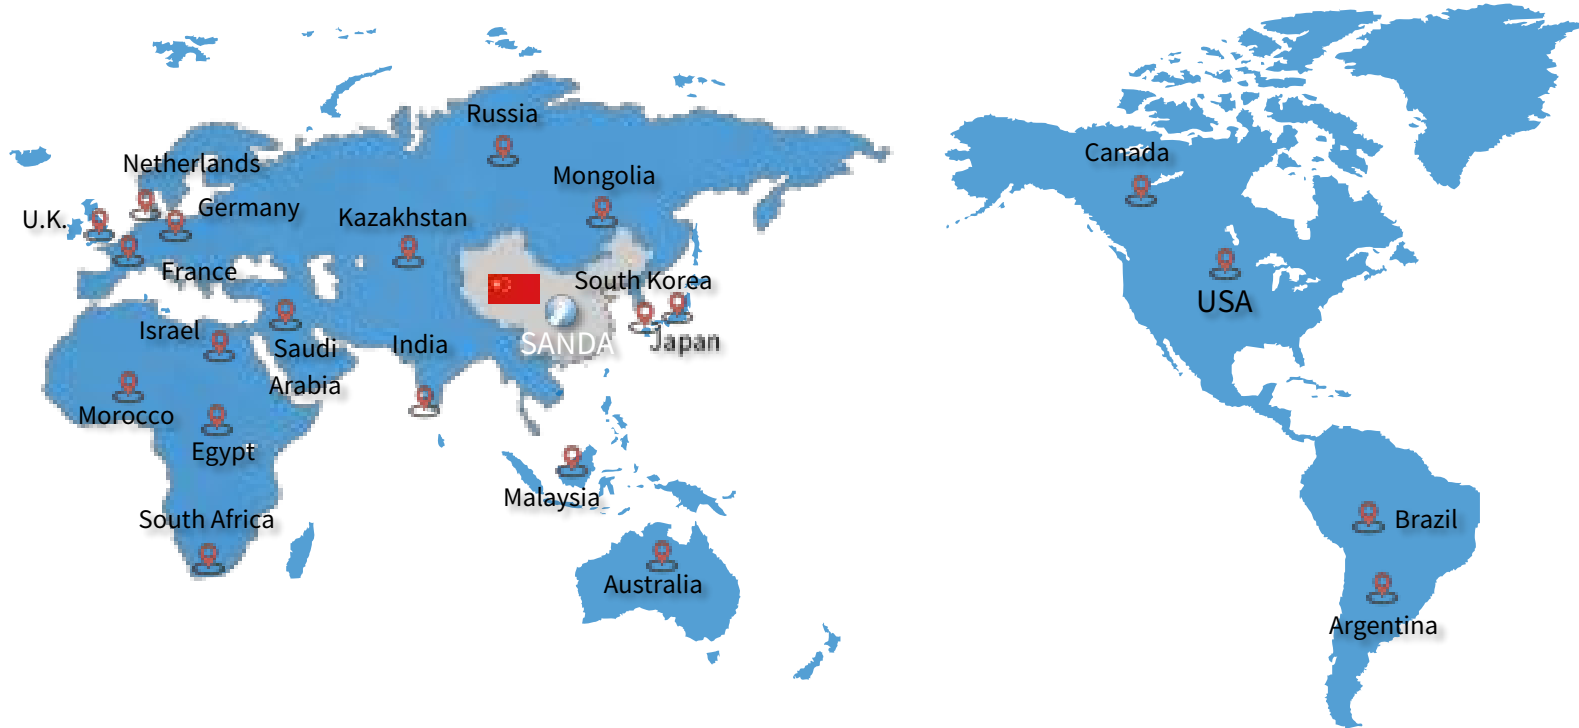 Russia
Netherlands
Canada
Mongolia
U.K.
Germany
Kazakhstan
France
South Korea
USA
Israel
Saudi
Arabia
India
SANDA
Japan
Morocco
Egypt
Malaysia
South Africa
Brazil
Australia
Argentina